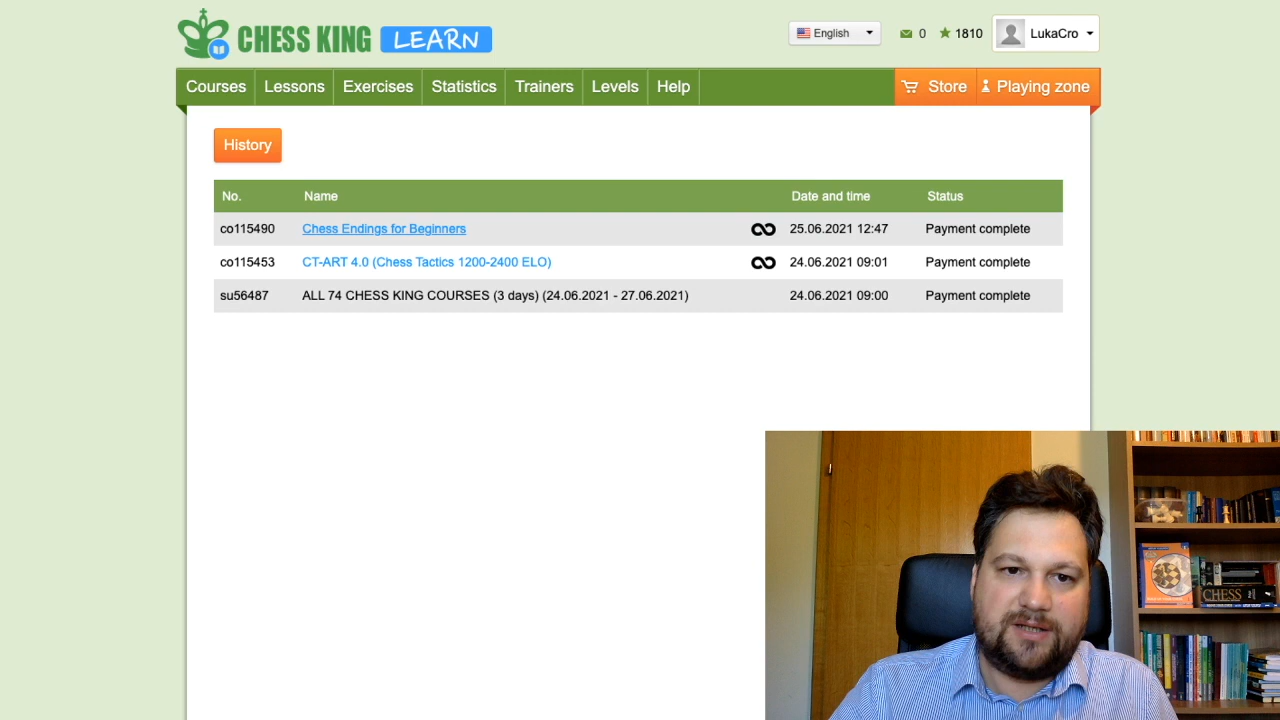 CHESS KING LEARN
English
0
1810
LukaCro
Courses Lessons Exercises Statistics Trainers Levels Help Store Playing zone
History
No. Name Date and time Status
co115490 Chess Endings for Beginners 25.06.2021 12:47 Payment complete
co115453 CT-ART 4.0 (Chess Tactics 1200-2400 ELO) 24.06.2021 09:01 Payment complete
su56487 ALL 74 CHESS KING COURSES (3 days) (24.06.2021 - 27.06.2021) 24.06.2021 09:00 Payment complete
CHESS